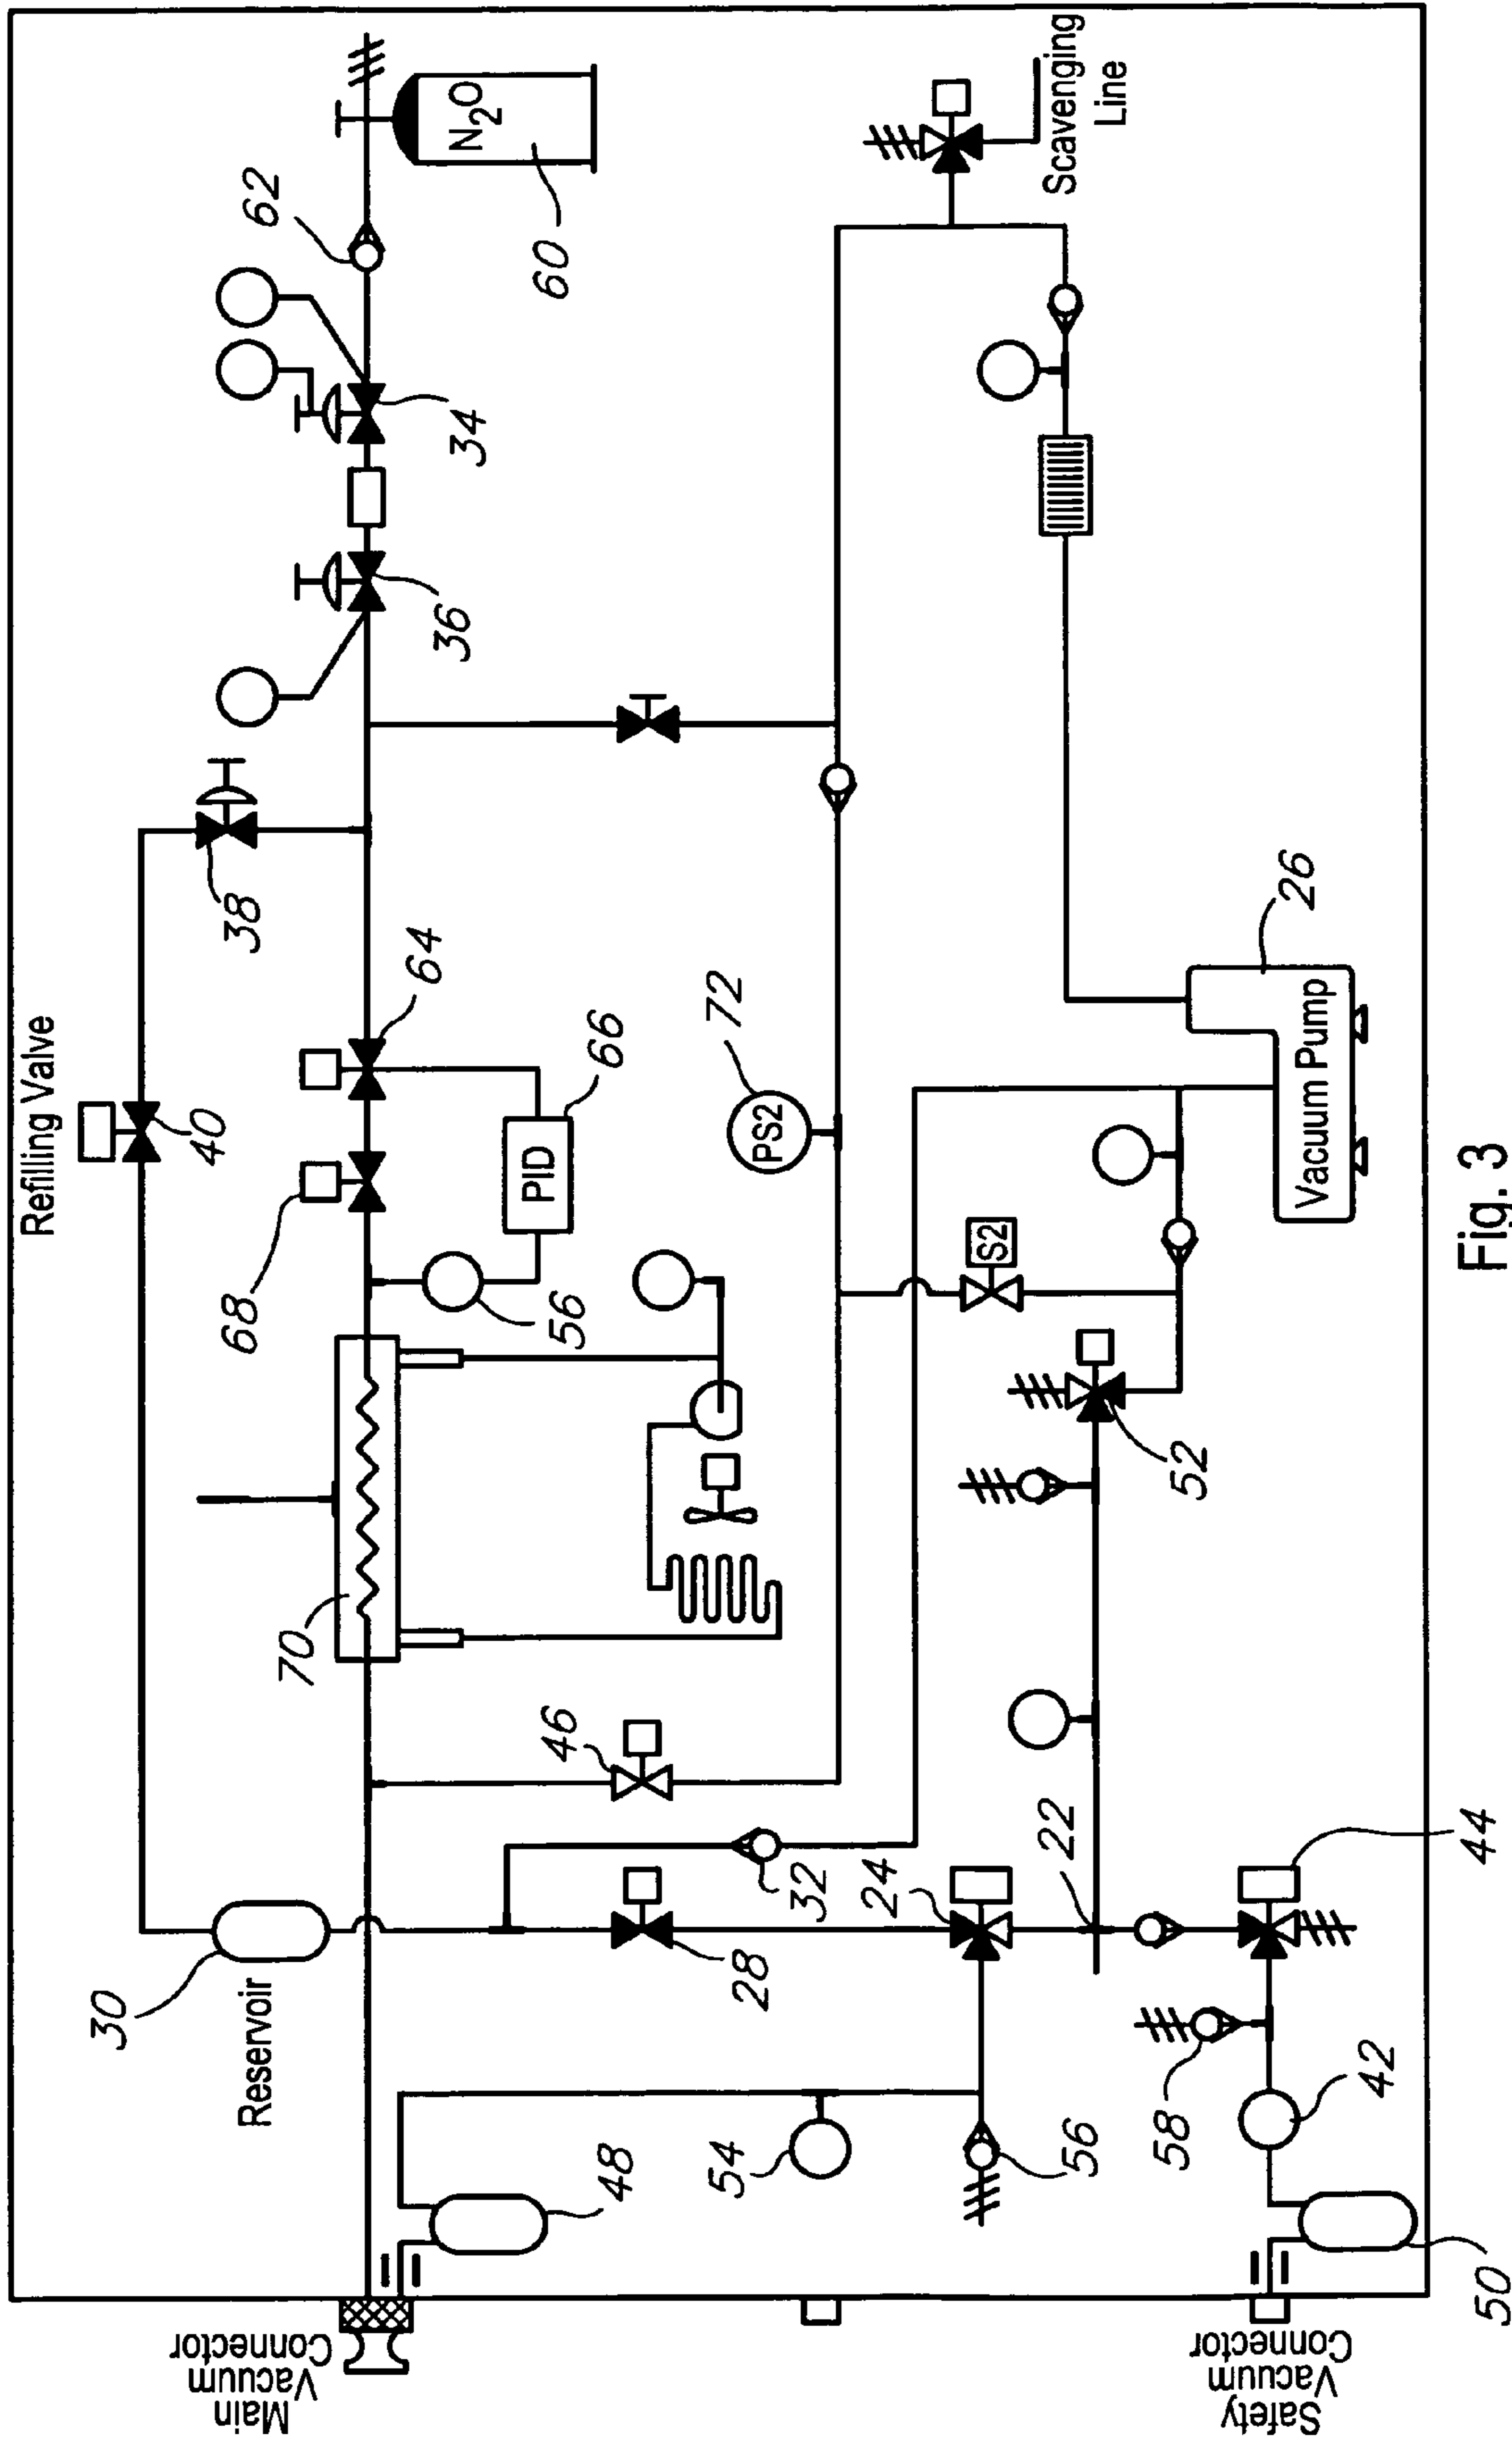 Refilling Valve
40
30
Reservoir
38
68
62
Main
Vacuum
Connector
70
64
36
34
N₂O
60
PID
66
56
46
48
72
PS2
54
28
32
24
S2
22
Scavenging
Line
56
58
52
26
Vacuum Pump
Safety
Vacuum
Connector
42
44
50
Fig. 3